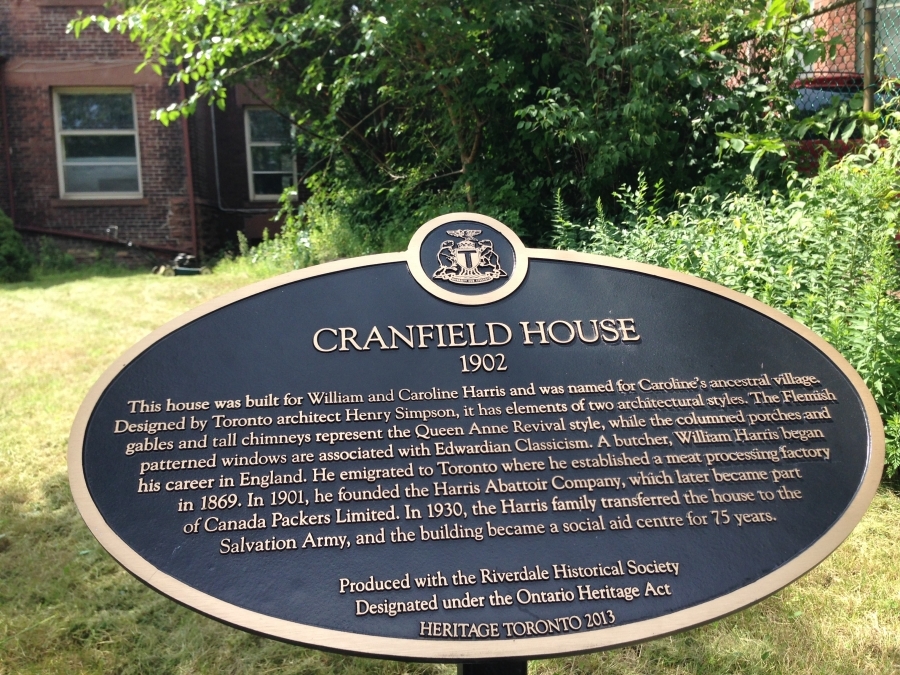 CRANFIELD HOUSE
1902
This house was built for William and Caroline Harris and was named for Caroline's ancestral village.
Designed by Toronto architect Henry Simpson, it has elements of two architectural styles. The Flemish
gables and tall chimneys represent the Queen Anne Revival style, while the columned porches and
patterned windows are associated with Edwardian Classicism. A butcher, William Harris began
his career in England. He emigrated to Toronto where he established a meat processing factory
in 1869. In 1901, he founded the Harris Abattoir Company, which later became part
of Canada Packers Limited. In 1930, the Harris family transferred the house to the
Salvation Army, and the building became a social aid centre for 75 years.
Produced with the Riverdale Historical Society
Designated under the Ontario Heritage Act
HERITAGE TORONTO 2013